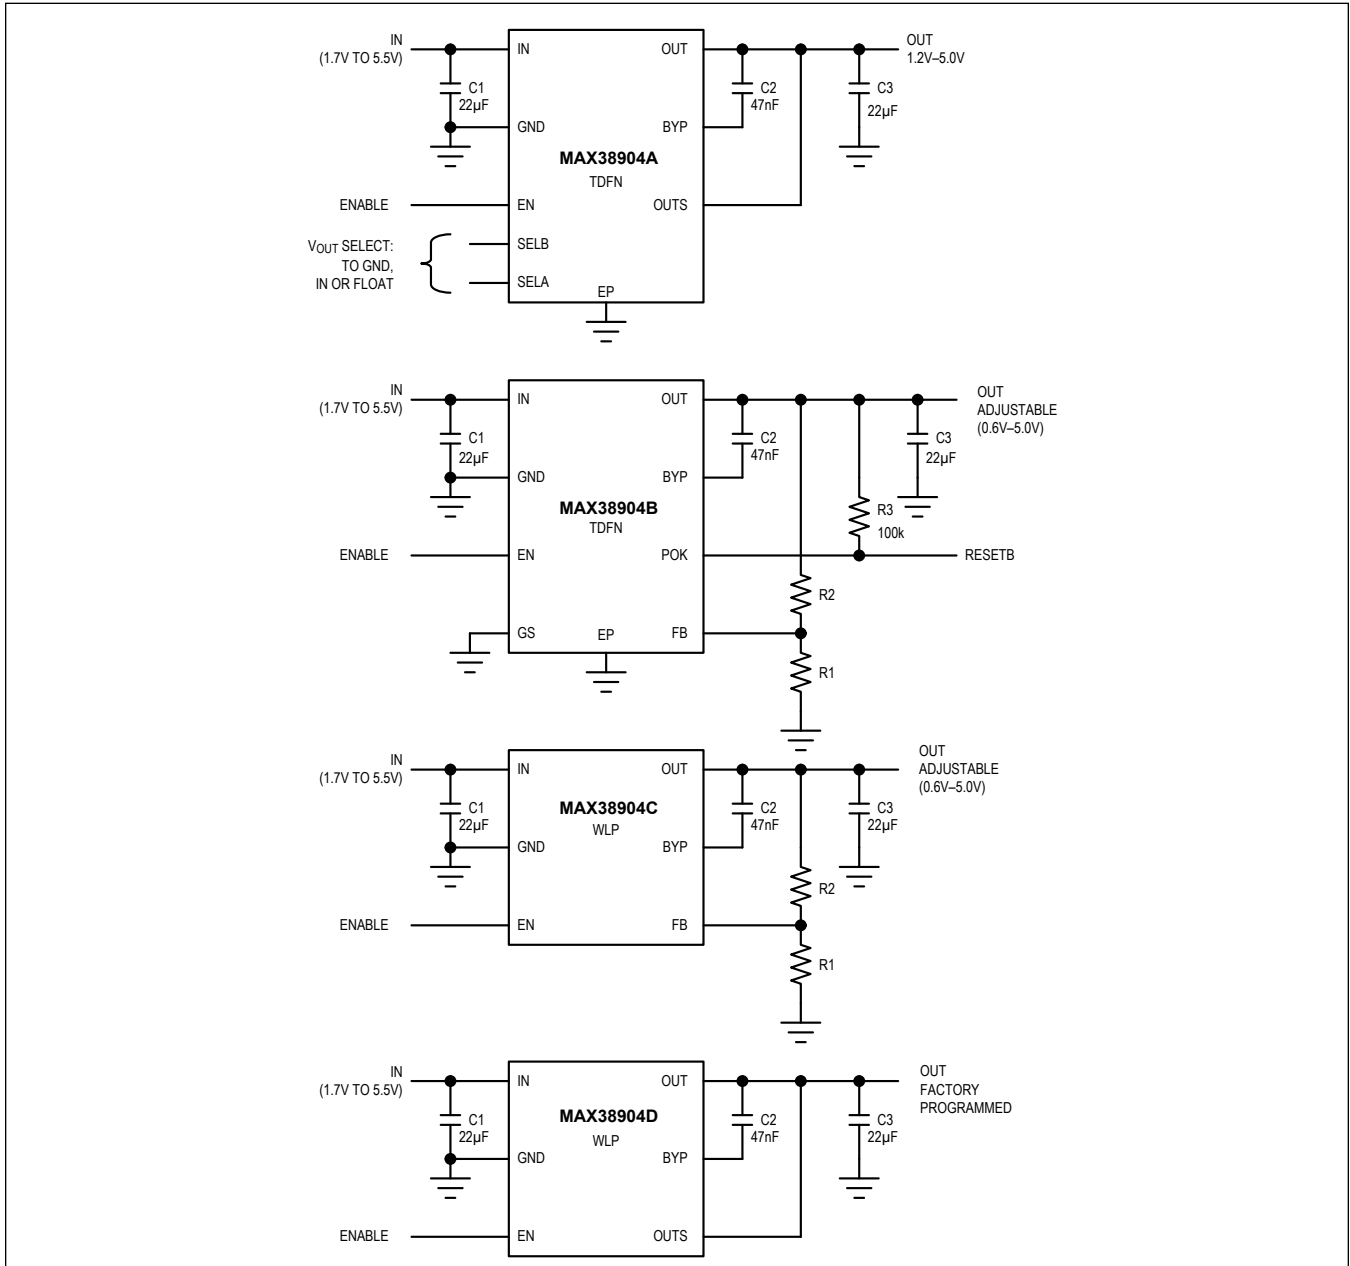 IN
(1.7V TO 5.5V)
C1
22µF
IN
GND
EN
SELB
SELA
EP
OUT
BYP
OUTS
MAX38904A
TDFN
ENABLE
VOUT SELECT:
TO GND,
IN OR FLOAT
C2
47nF
C3
22µF
OUT
1.2V–5.0V
IN
(1.7V TO 5.5V)
C1
22µF
IN
GND
EN
GS
EP
OUT
BYP
POK
FB
MAX38904B
TDFN
ENABLE
C2
47nF
C3
22µF
R3
100k
R2
R1
OUT
ADJUSTABLE
(0.6V–5.0V)
RESETB
IN
(1.7V TO 5.5V)
C1
22µF
IN
GND
EN
OUT
BYP
FB
MAX38904C
WLP
ENABLE
C2
47nF
C3
22µF
R2
R1
OUT
ADJUSTABLE
(0.6V–5.0V)
IN
(1.7V TO 5.5V)
C1
22µF
IN
GND
EN
OUT
BYP
OUTS
MAX38904D
WLP
ENABLE
C2
47nF
C3
22µF
OUT
FACTORY
PROGRAMMED